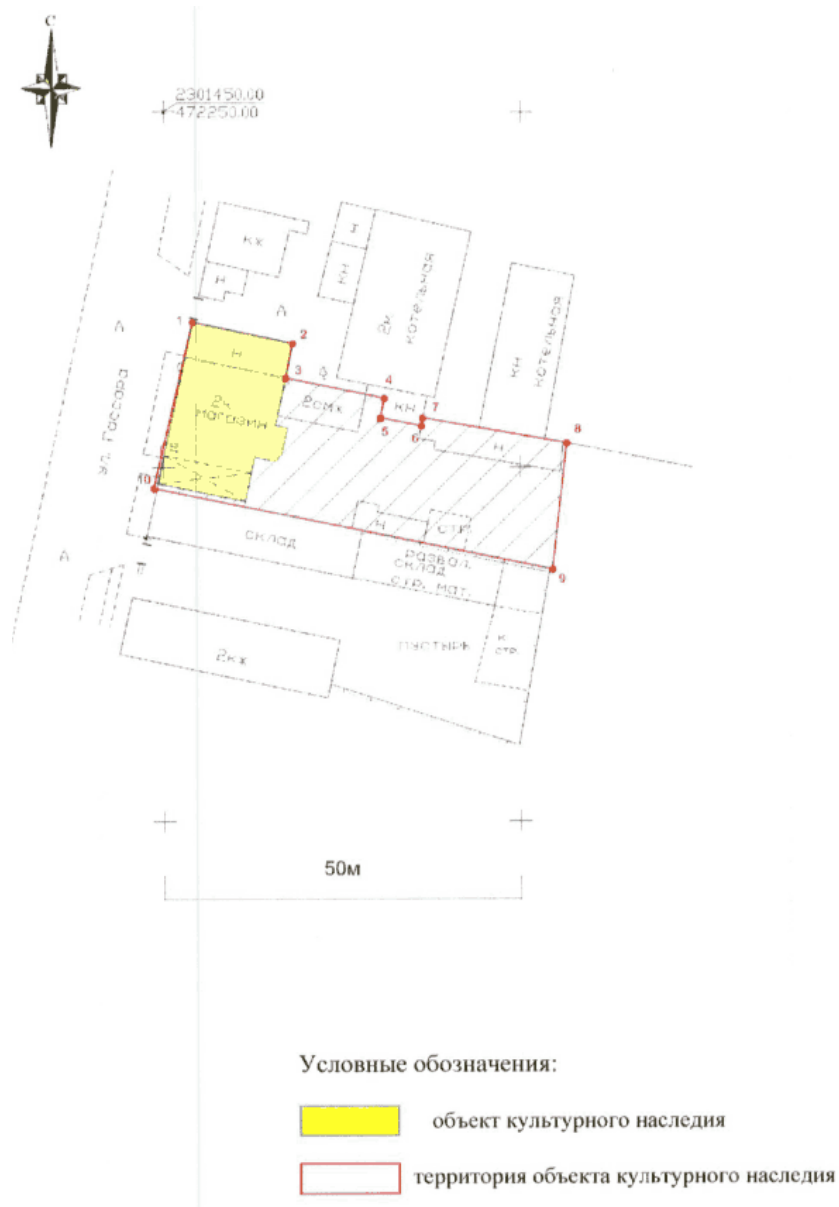 С
2301450.00
472250.00
кж
н
н
кн
2к
котельная
кн
котельная
А
А
1
2
н
3
4
2смж
кн
5
6
7
8
н
магазин
ул. Гассара
10
А
склад
н
стр.
развал.
склад
стр. мат.
9
пустырь
к
стр.
2кж
50м
Условные обозначения:
объект культурного наследия
территория объекта культурного наследия